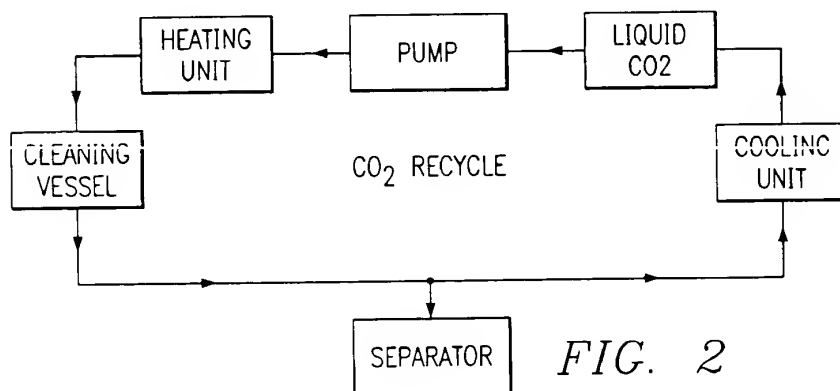 HEATING
UNIT
PUMP
LIQUID
CO2
CLEANING
VESSEL
CO₂ RECYCLE
COOLING
UNIT
SEPARATOR
FIG. 2